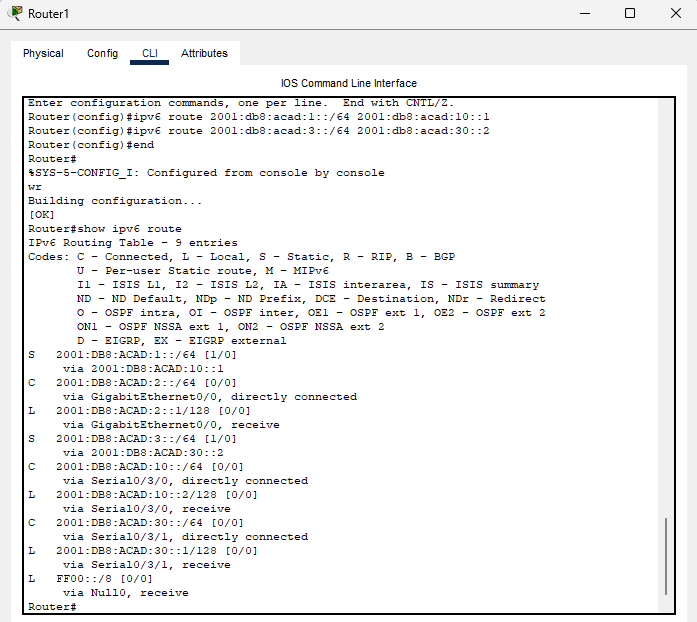 Router1
Physical Config CLI Attributes
IOS Command Line Interface
Enter configuration commands, one per line.  End with CNTL/Z.
Router(config)#ipv6 route 2001:db8:acad:1::/64 2001:db8:acad:10::1
Router(config)#ipv6 route 2001:db8:acad:3::/64 2001:db8:acad:30::2
Router(config)#end
Router#
%SYS-5-CONFIG_I: Configured from console by console
wr
Building configuration...
[OK]
Router#show ipv6 route
IPv6 Routing Table - 9 entries
Codes: C - Connected, L - Local, S - Static, R - RIP, B - BGP
       U - Per-user Static route, M - MIPv6
       I1 - ISIS L1, I2 - ISIS L2, IA - ISIS interarea, IS - ISIS summary
       ND - ND Default, NDp - ND Prefix, DCE - Destination, NDr - Redirect
       O - OSPF intra, OI - OSPF inter, OE1 - OSPF ext 1, OE2 - OSPF ext 2
       ON1 - OSPF NSSA ext 1, ON2 - OSPF NSSA ext 2
       D - EIGRP, EX - EIGRP external
S   2001:DB8:ACAD:1::/64 [1/0]
     via 2001:DB8:ACAD:10::1
C   2001:DB8:ACAD:2::/64 [0/0]
     via GigabitEthernet0/0, directly connected
L   2001:DB8:ACAD:2::1/128 [0/0]
     via GigabitEthernet0/0, receive
S   2001:DB8:ACAD:3::/64 [1/0]
     via 2001:DB8:ACAD:30::2
C   2001:DB8:ACAD:10::/64 [0/0]
     via Serial0/3/0, directly connected
L   2001:DB8:ACAD:10::2/128 [0/0]
     via Serial0/3/0, receive
C   2001:DB8:ACAD:30::/64 [0/0]
     via Serial0/3/1, directly connected
L   2001:DB8:ACAD:30::1/128 [0/0]
     via Serial0/3/1, receive
L   FF00::/8 [0/0]
     via Null0, receive
Router#